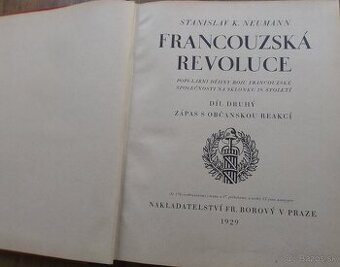 STANISLAV K. NEUMANN
FRANCOUZSKÁ
REVOLUCE
POPULÁRNÍ DĚJINY BOJŮ FRANCOUZSKÉ
SPOLEČNOSTI NA SKLONKU 18. STOLETÍ
DÍL DRUHÝ
ZÁPAS S OBČANSKOU REAKCÍ
NAKLADATELSTVÍ FR. BOROVÝ V PRAZE
1929